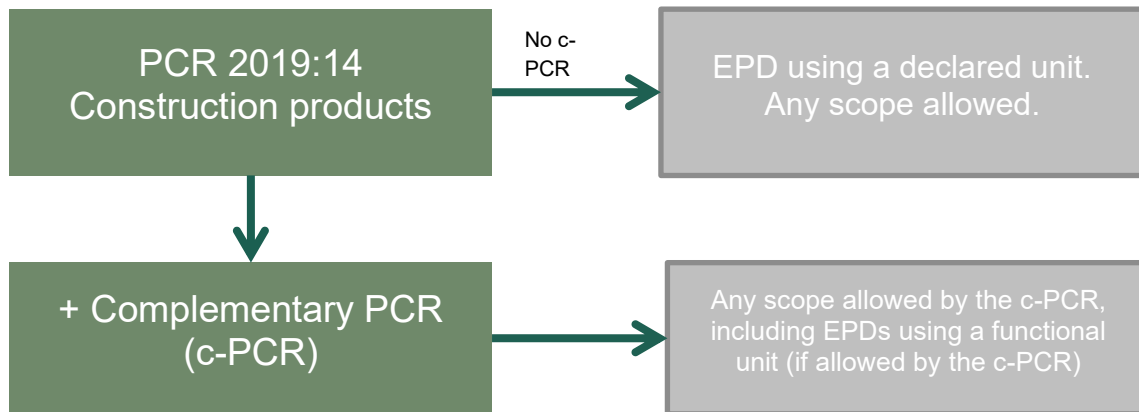 PCR 2019:14
Construction products
No c-
PCR
EPD using a declared unit.
Any scope allowed.
+ Complementary PCR
(c-PCR)
Any scope allowed by the c-PCR,
including EPDs using a functional
unit (if allowed by the c-PCR)